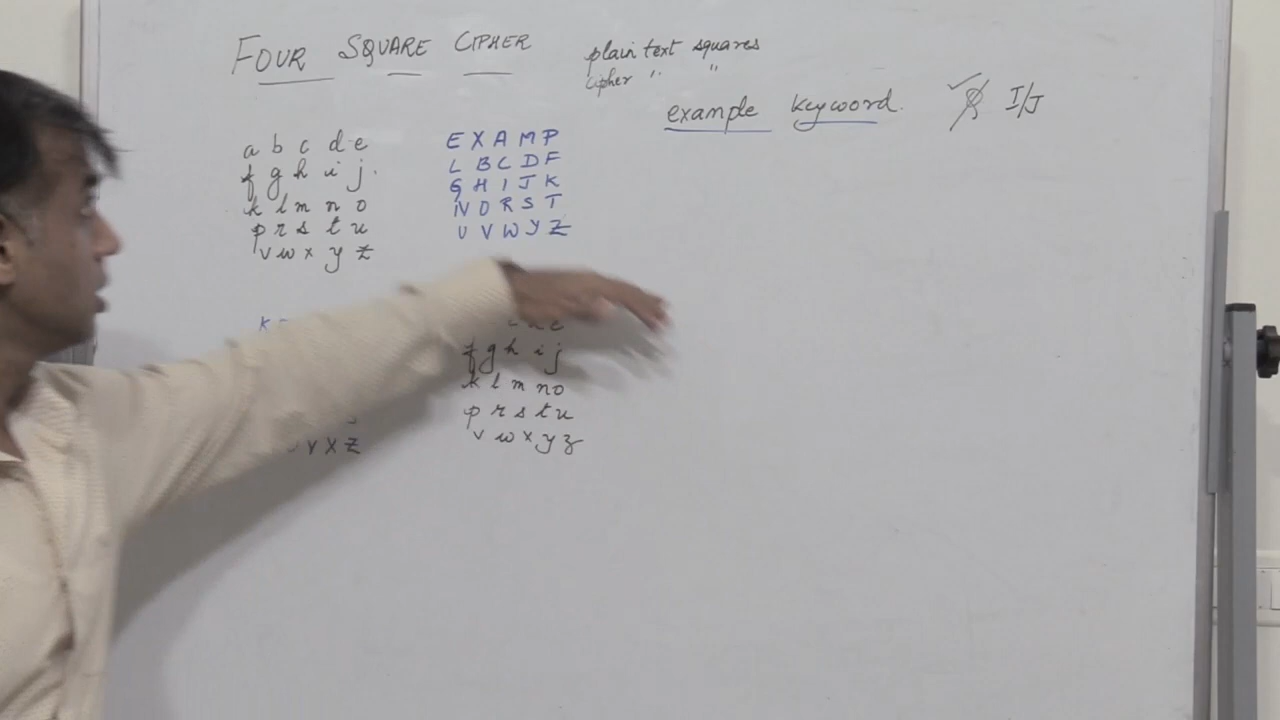 FOUR SQUARE CIPHER
plain text squares
cipher " "
example keyword. ✓Q I/J
a b c d e
f g h i j.
k l m n o
p r s t u
v w x y z
E X A M P
L B C D F
G H I J K
N O R S T
U V W Y Z
K
V X Z
e
f g h i j
k l m n o
p r s t u
v w x y z